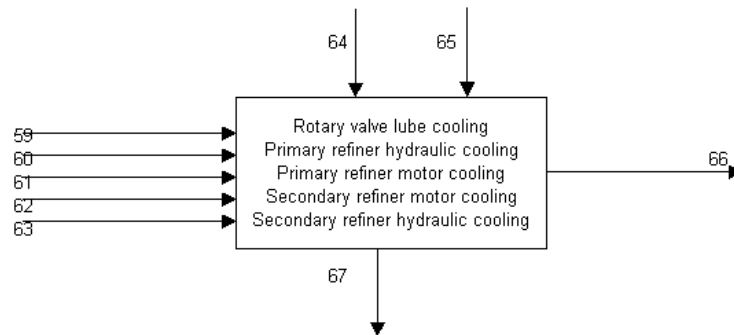 64
65
59
60
61
62
63
Rotary valve lube cooling
Primary refiner hydraulic cooling
Primary refiner motor cooling
Secondary refiner motor cooling
Secondary refiner hydraulic cooling
66
67